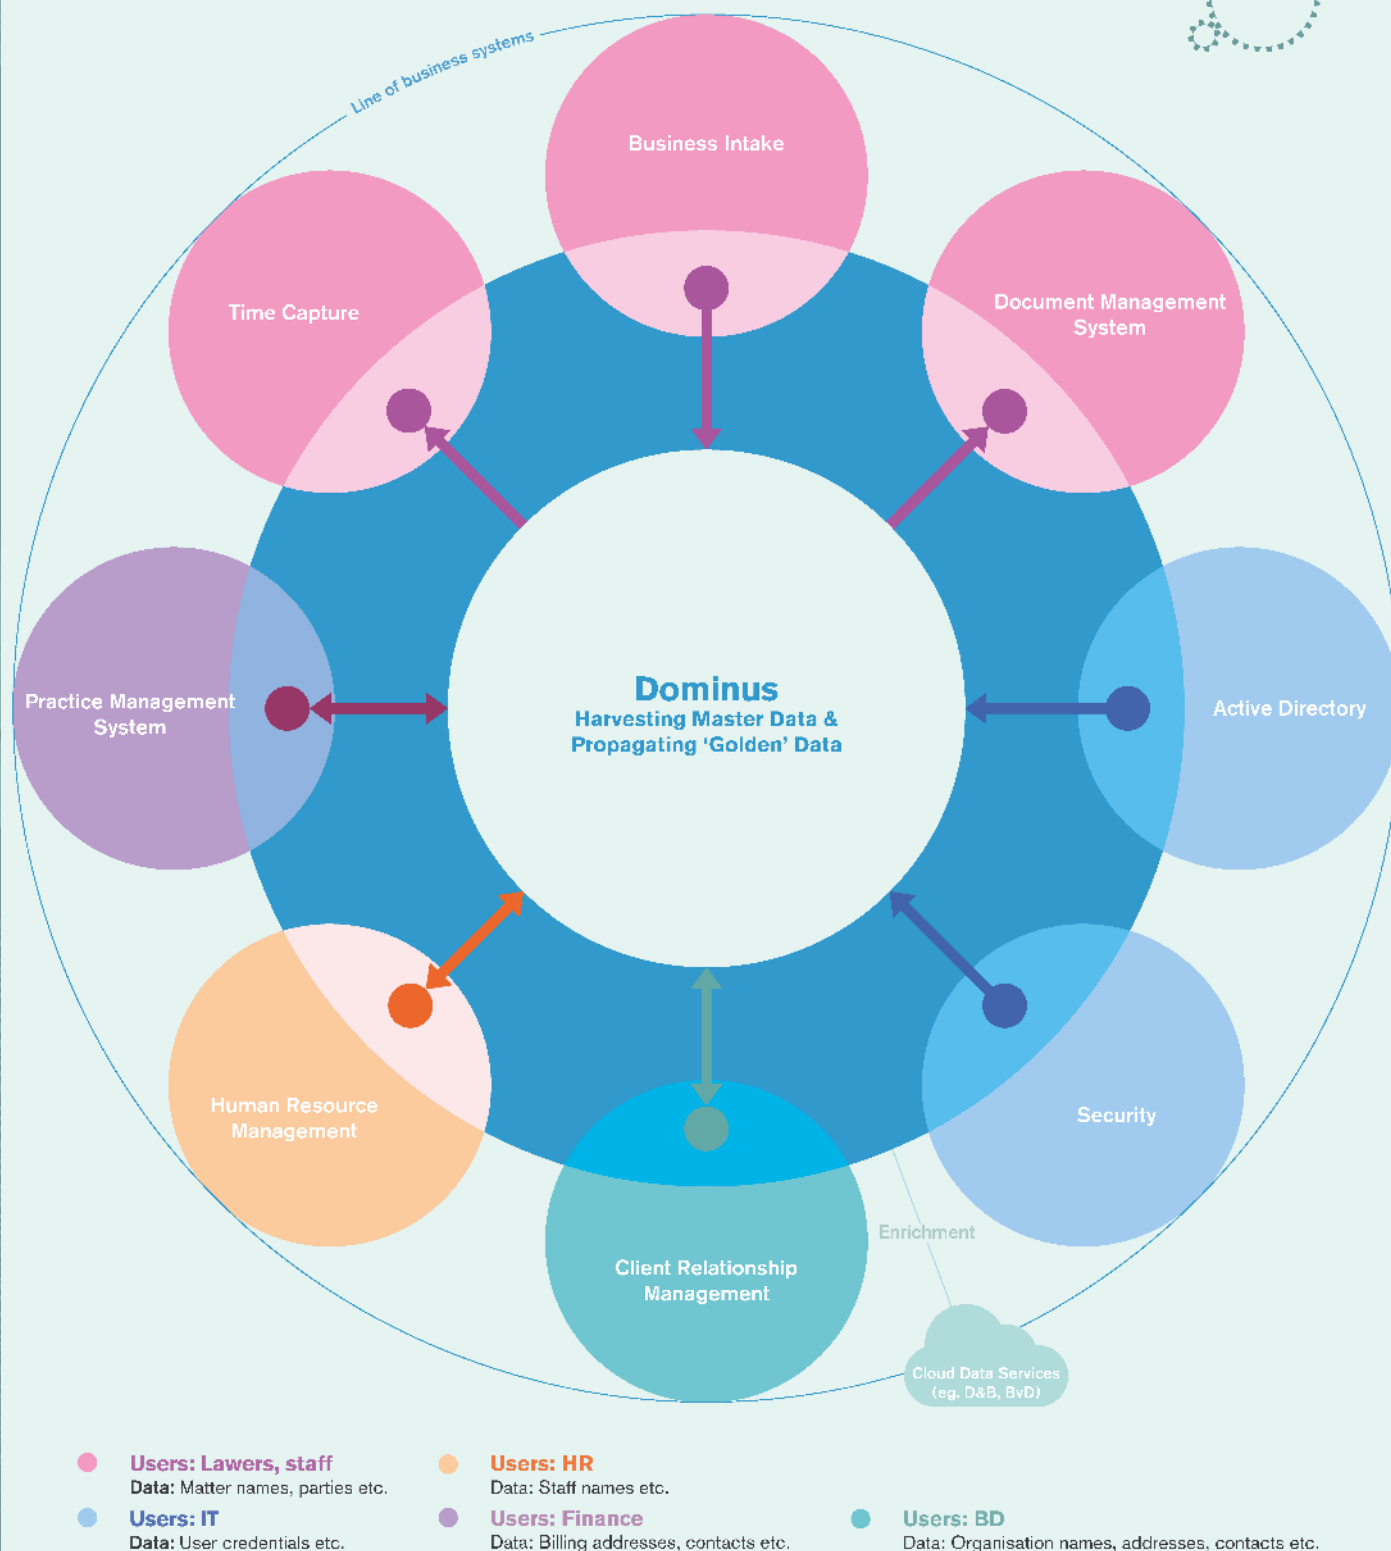 Line of business systems
Business Intake
Time Capture
Document Management
System
Dominus
Harvesting Master Data &
Propagating ‘Golden’ Data
Practice Management
System
Active Directory
Human Resource
Management
Security
Client Relationship
Management
Enrichment
Cloud Data Services
(eg. D&B, BvD)
Users: Lawers, staff
Data: Matter names, parties etc.
Users: HR
Data: Staff names etc.
Users: IT
Data: User credentials etc.
Users: Finance
Data: Billing addresses, contacts etc.
Users: BD
Data: Organisation names, addresses, contacts etc.